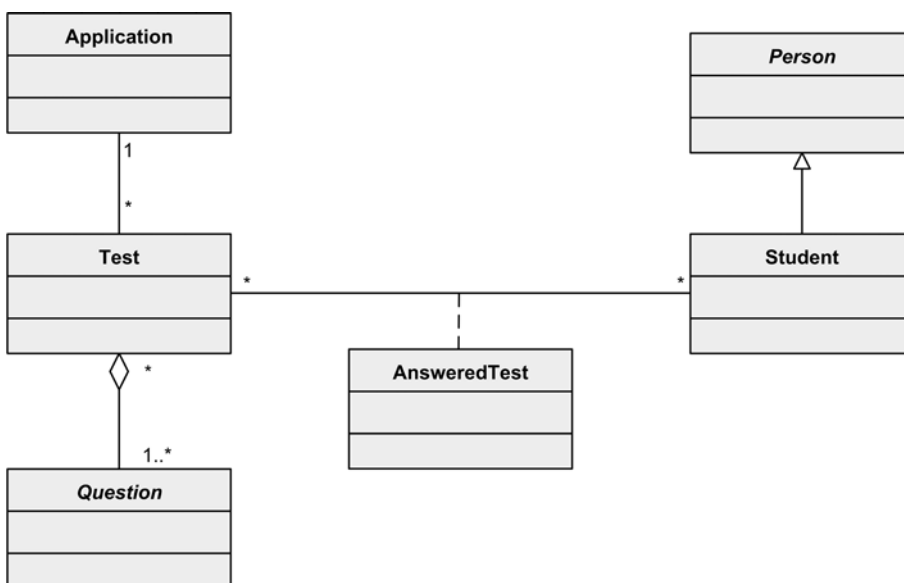 Application
Person
1
*
Test
Student
*
*
*
AnsweredTest
1..*
Question